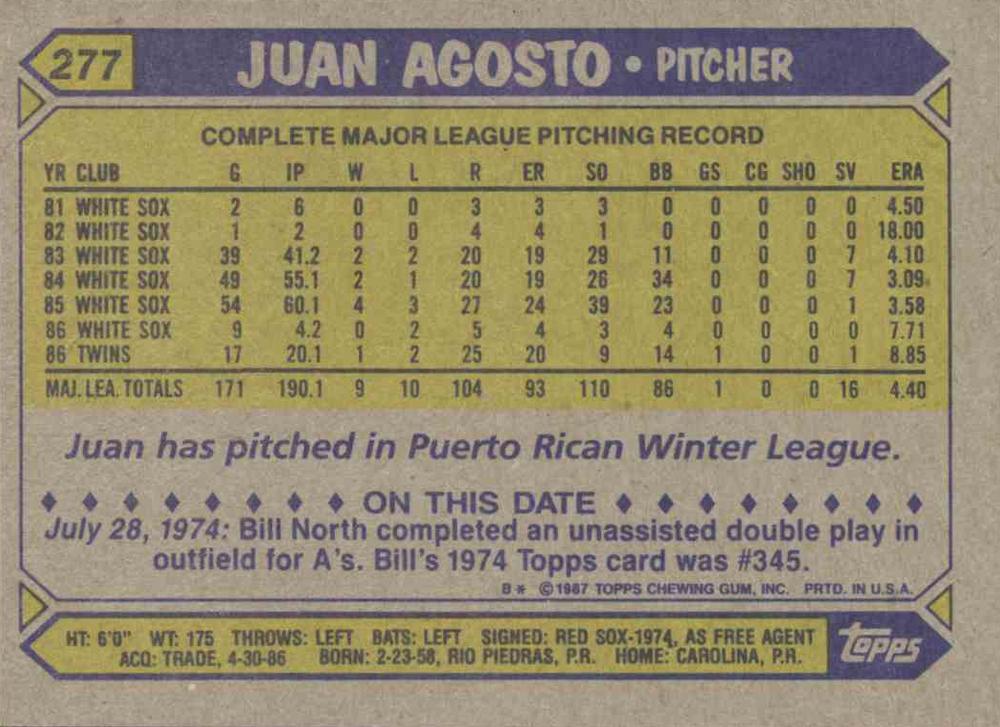 277 JUAN AGOSTO • PITCHER
COMPLETE MAJOR LEAGUE PITCHING RECORD
YR CLUB G IP W L R ER SO BB GS CG SHO SV ERA
81 WHITE SOX 2 6 0 0 3 3 3 0 0 0 0 0 4.50
82 WHITE SOX 1 2 0 0 4 4 1 0 0 0 0 0 18.00
83 WHITE SOX 39 41.2 2 2 20 19 29 11 0 0 0 7 4.10
84 WHITE SOX 49 55.1 2 1 20 19 26 34 0 0 0 7 3.09
85 WHITE SOX 54 60.1 4 3 27 24 39 23 0 0 0 1 3.58
86 WHITE SOX 9 4.2 0 2 5 4 3 4 0 0 0 0 7.71
86 TWINS 17 20.1 1 2 25 20 9 14 1 0 0 1 8.85
MAJ. LEA. TOTALS 171 190.1 9 10 104 93 110 86 1 0 0 16 4.40
Juan has pitched in Puerto Rican Winter League.
♦ ♦ ♦ ♦ ♦ ♦ ♦ ♦ ON THIS DATE ♦ ♦ ♦ ♦ ♦ ♦ ♦ ♦
July 28, 1974: Bill North completed an unassisted double play in
outfield for A's. Bill's 1974 Topps card was #345.
B* ©1987 TOPPS CHEWING GUM, INC. PRTD. IN U.S.A.
HT: 6'0" WT: 175 THROWS: LEFT BATS: LEFT SIGNED: RED SOX-1974, AS FREE AGENT
ACQ: TRADE, 4-30-86 BORN: 2-23-58, RIO PIEDRAS, P.R. HOME: CAROLINA, P.R.
topps